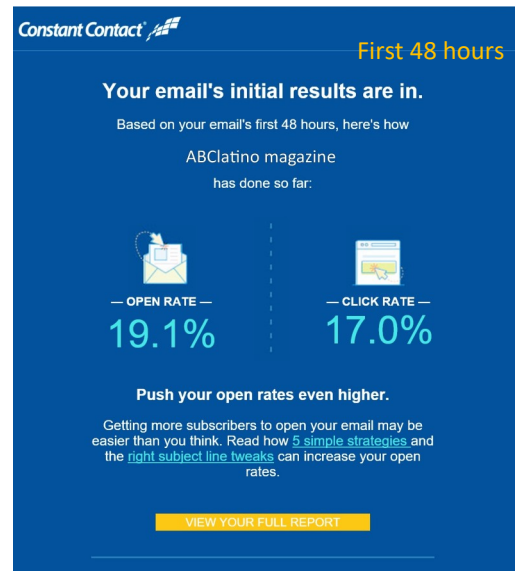 Constant Contact
First 48 hours
Your email's initial results are in.
Based on your email's first 48 hours, here's how
ABClatino magazine
has done so far:
— OPEN RATE —
19.1%
— CLICK RATE —
17.0%
Push your open rates even higher.
Getting more subscribers to open your email may be
easier than you think. Read how 5 simple strategies and
the right subject line tweaks can increase your open
rates.
VIEW YOUR FULL REPORT